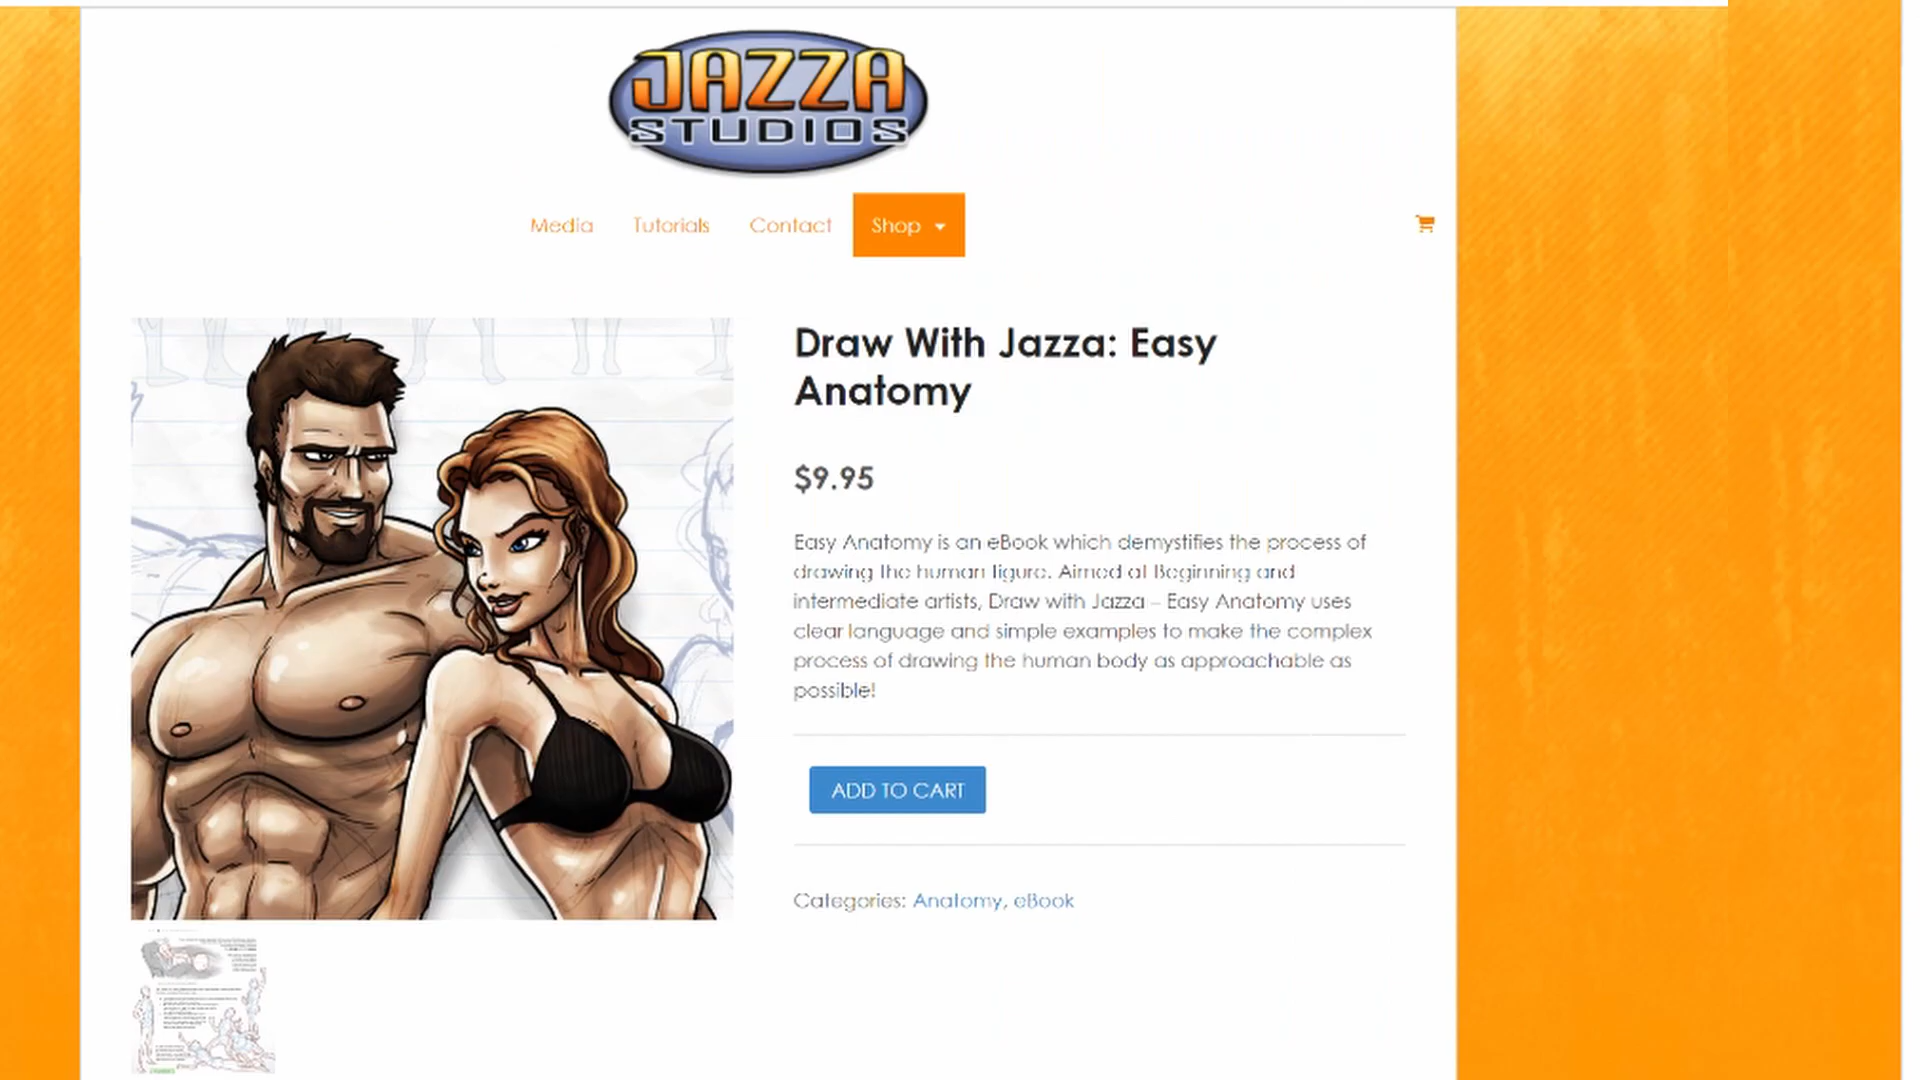 JAZZA
STUDIOS
Media Tutorials Contact Shop
Draw With Jazza: Easy
Anatomy
$9.95
Easy Anatomy is an eBook which demystifies the process of
drawing the human figure. Aimed at Beginning and
intermediate artists, Draw with Jazza – Easy Anatomy uses
clear language and simple examples to make the complex
process of drawing the human body as approachable as
possible!
ADD TO CART
Categories: Anatomy, eBook